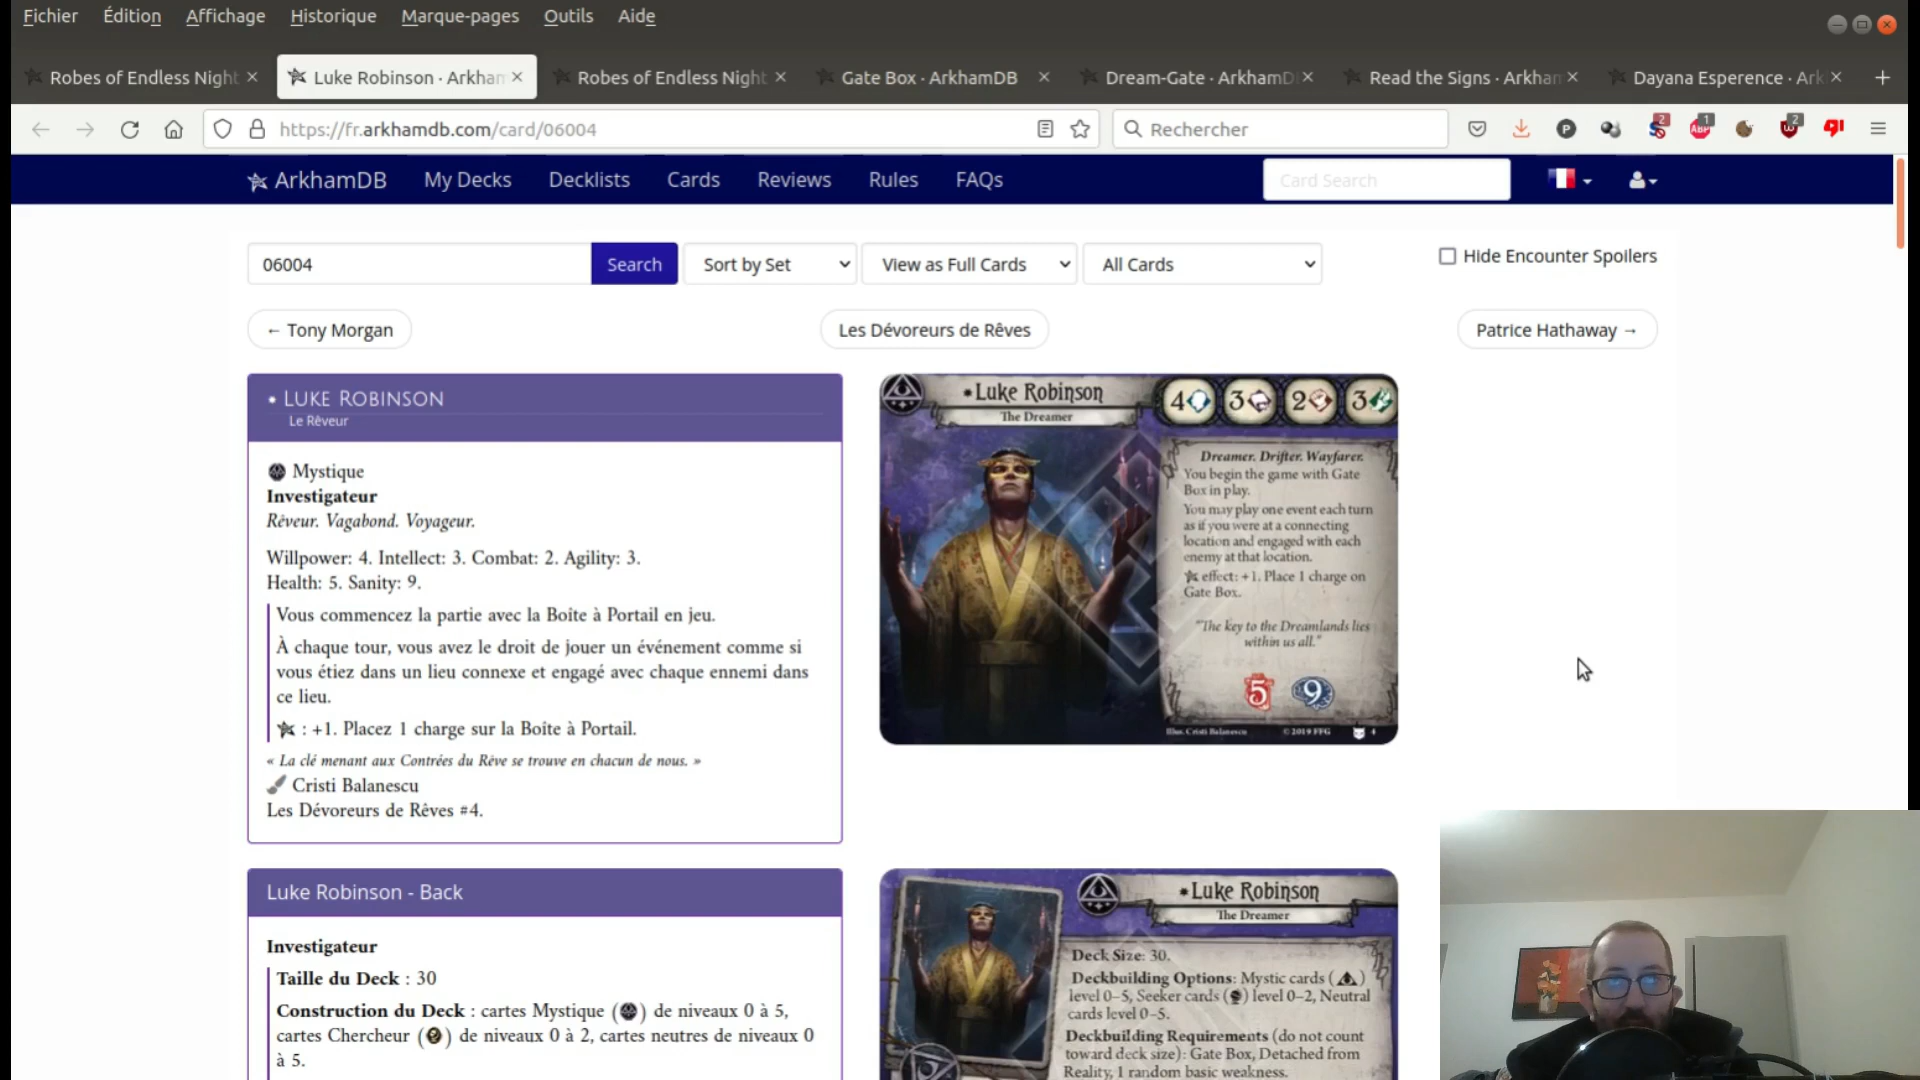 Fichier Édition Affichage Historique Marque-pages Outils Aide
Robes of Endless Night Luke Robinson · Arkham Robes of Endless Night Gate Box · ArkhamDB Dream-Gate · ArkhamD Read the Signs · Arkham Dayana Esperence · Ark
https://fr.arkhamdb.com/card/06004 Rechercher P 2 ABP 1 2
ArkhamDB My Decks Decklists Cards Reviews Rules FAQs Card Search
06004 Search Sort by Set View as Full Cards All Cards Hide Encounter Spoilers
← Tony Morgan Les Dévoreurs de Rêves Patrice Hathaway →
• LUKE ROBINSON
Le Rêveur
Mystique
Investigateur
Rêveur. Vagabond. Voyageur.
Willpower: 4. Intellect: 3. Combat: 2. Agility: 3.
Health: 5. Sanity: 9.
Vous commencez la partie avec la Boîte à Portail en jeu.
À chaque tour, vous avez le droit de jouer un événement comme si
vous étiez dans un lieu connexe et engagé avec chaque ennemi dans
ce lieu.
: +1. Placez 1 charge sur la Boîte à Portail.
« La clé menant aux Contrées du Rêve se trouve en chacun de nous. »
Cristi Balanescu
Les Dévoreurs de Rêves #4.
Luke Robinson
The Dreamer
4 3 2 3
Dreamer. Drifter. Wayfarer.
You begin the game with Gate
Box in play.
You may play one event each turn
as if you were at a connecting
location and engaged with each
enemy at that location.
effect: +1. Place 1 charge on
Gate Box.
"The key to the Dreamlands lies
within us all."
5 9
Illus. Cristi Balanescu © 2019 FFG 4
Luke Robinson - Back
Investigateur
Taille du Deck : 30
Construction du Deck : cartes Mystique ( ) de niveaux 0 à 5,
cartes Chercheur ( ) de niveaux 0 à 2, cartes neutres de niveaux 0
à 5.
Luke Robinson
The Dreamer
Deck Size: 30.
Deckbuilding Options: Mystic cards ( )
level 0–5, Seeker cards ( ) level 0–2, Neutral
cards level 0–5.
Deckbuilding Requirements (do not count
toward deck size): Gate Box, Detached from
Reality, 1 random basic weakness.